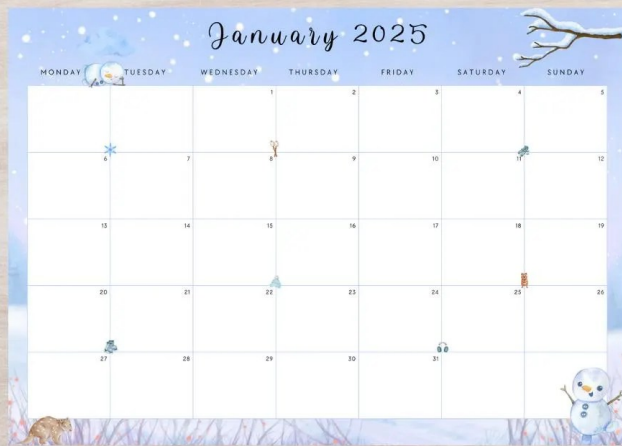 January 2025
MONDAY TUESDAY WEDNESDAY THURSDAY FRIDAY SATURDAY SUNDAY
1 2 3 4 5
6 7 8 9 10 11 12
13 14 15 16 17 18 19
20 21 22 23 24 25 26
27 28 29 30 31